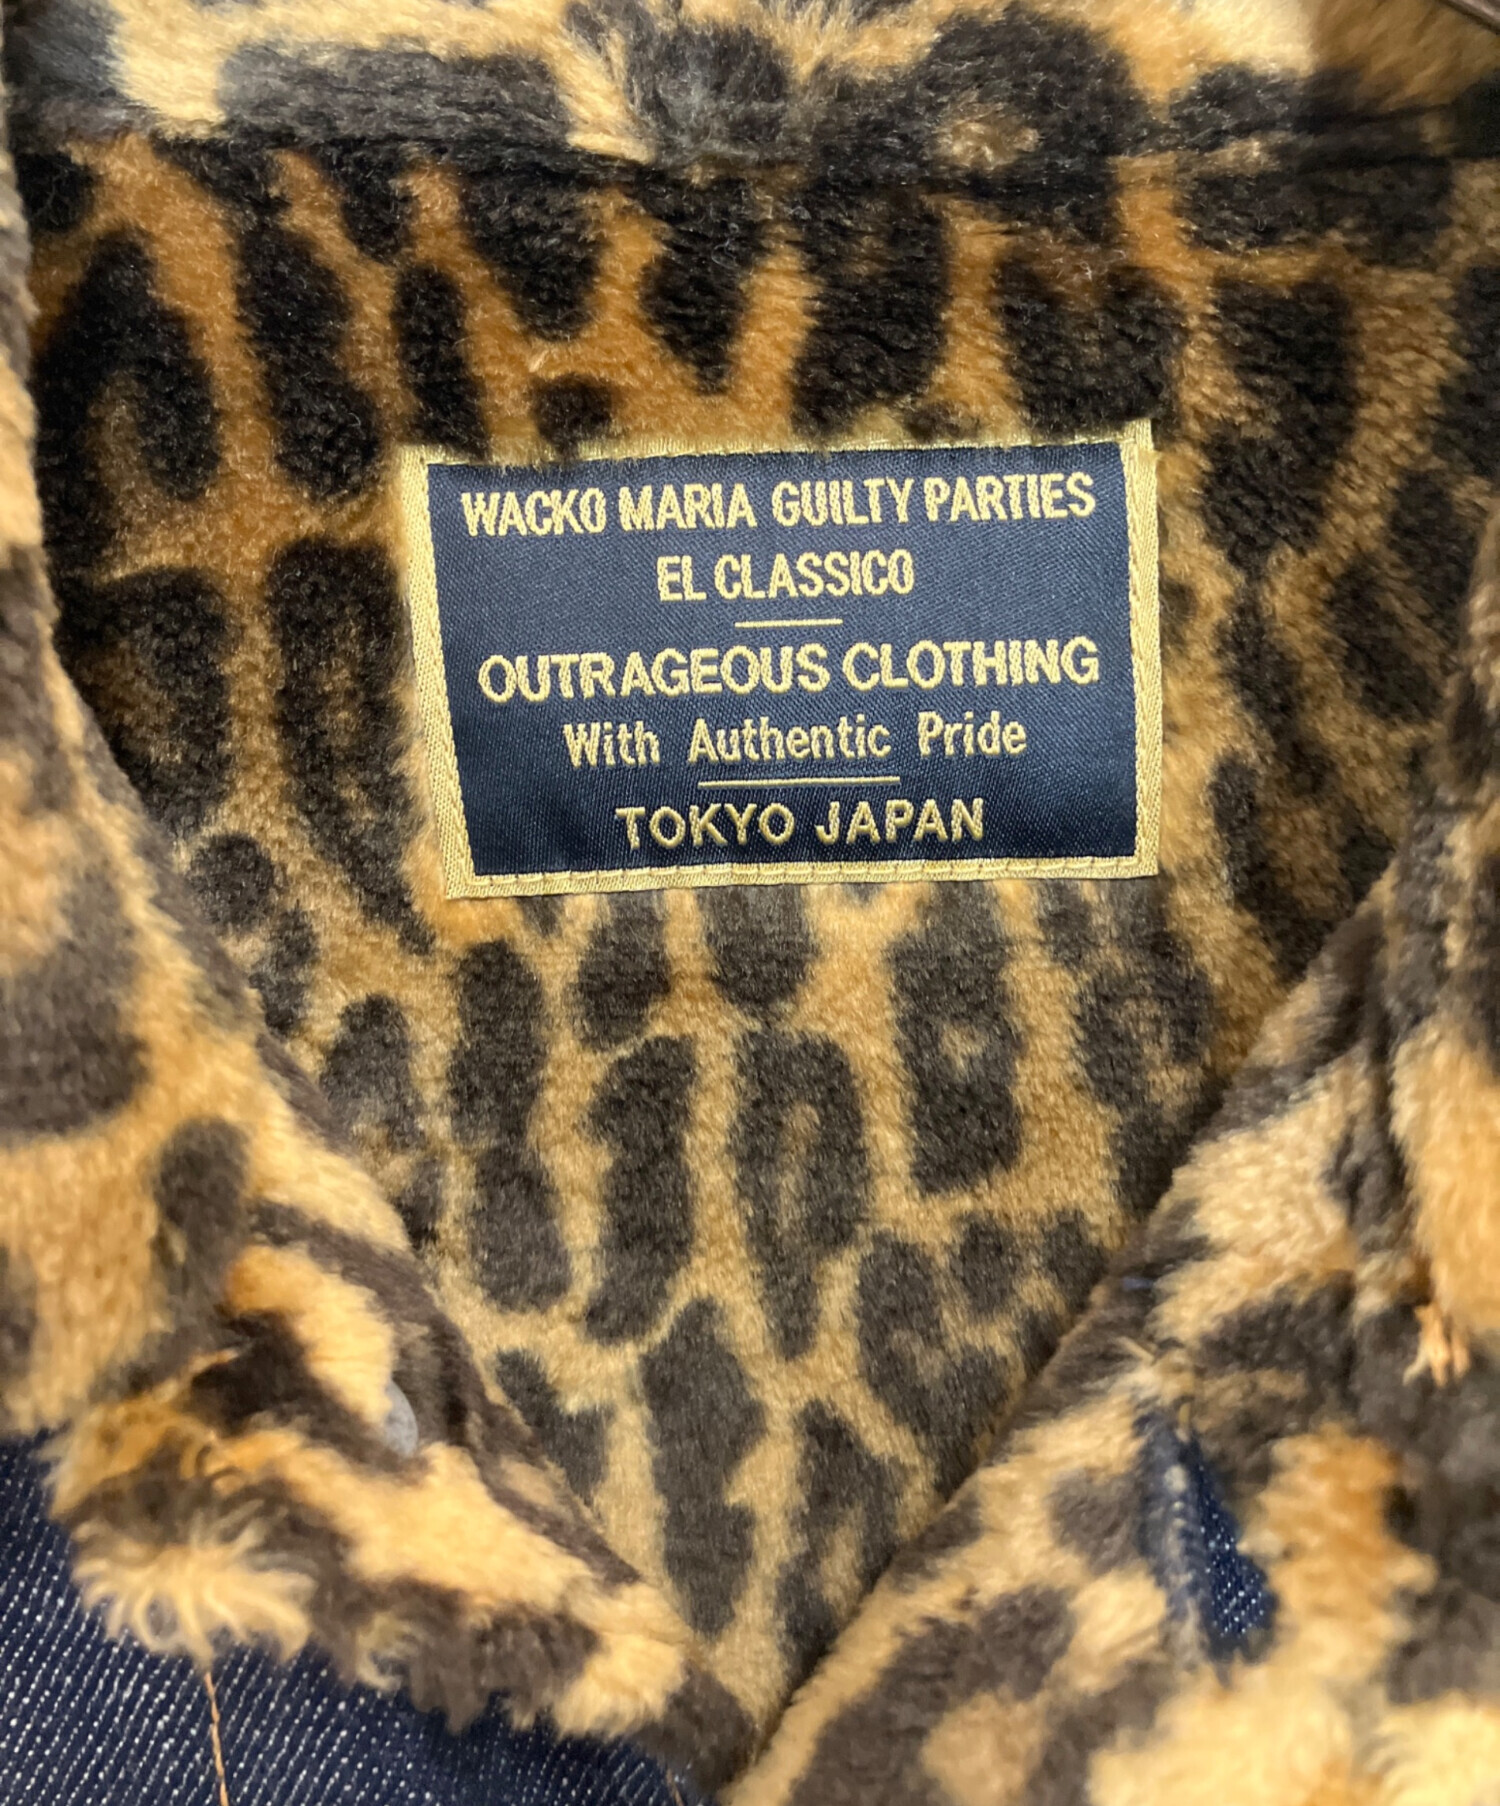 WACKO MARIA GUILTY PARTIES
EL CLASSICO
OUTRAGEOUS CLOTHING
With Authentic Pride
TOKYO JAPAN